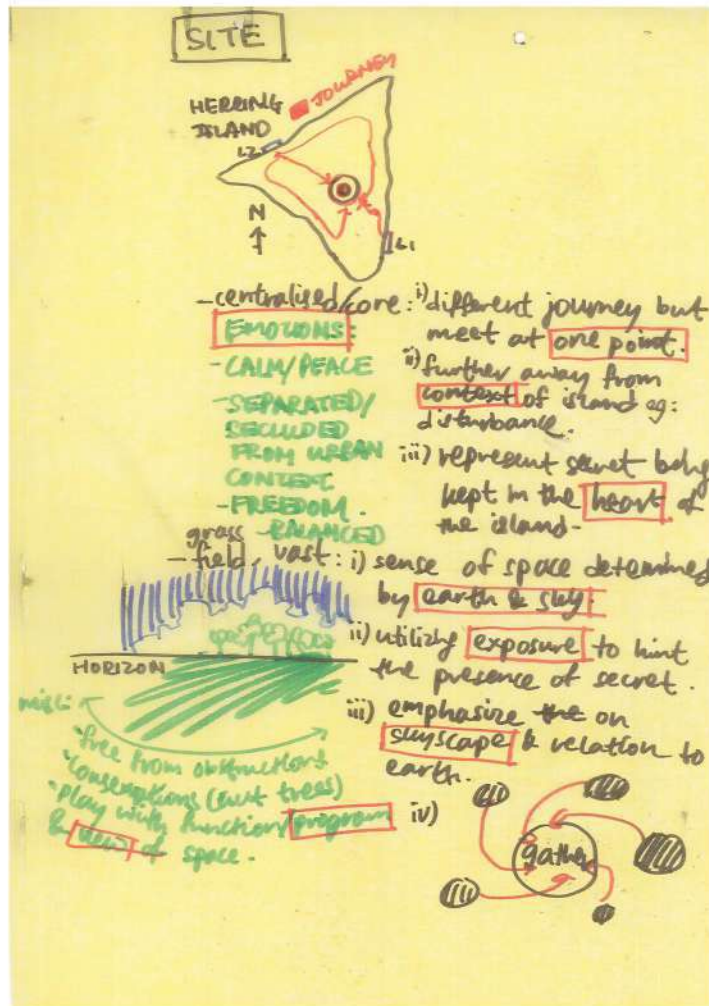 SITE
JOURNEY
HERRING
ISLAND
L2
N
L1
-centralised/core: i) different journey but
meet at one point.
ii) further away from
context of island eg:
disturbance.
iii) represent secret being
kept in the heart of
the island-
EMOTIONS:
-CALM/PEACE
-SEPARATED/
SECLUDED
FROM URBAN
CONTEXT
-FREEDOM.
-BALANCED
grass
-field, vast: i) sense of space determined
by earth & sky.
ii) utilizing exposure to hint
the presence of secret.
iii) emphasize the on
skyscape & relation to
earth.
iv)
gather
HORIZON
misc:
free from obstructions
(cut trees)
play with function/program
& view of space.